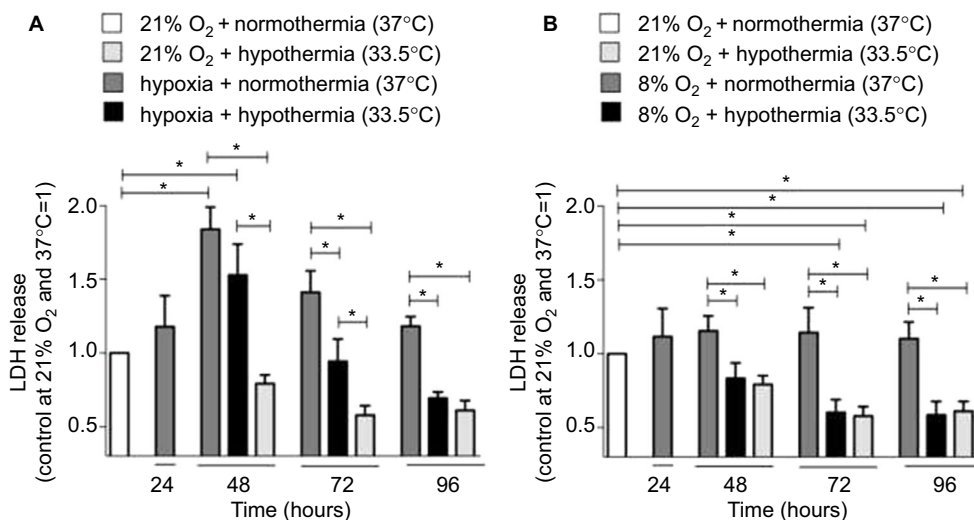 A
21% O₂ + normothermia (37°C)
21% O₂ + hypothermia (33.5°C)
hypoxia + normothermia (37°C)
hypoxia + hypothermia (33.5°C)
LDH release
(control at 21% O₂ and 37°C=1)
2.0
1.5
1.0
0.5
* * * *
* * *
* *
24 48 72 96
Time (hours)
B
21% O₂ + normothermia (37°C)
21% O₂ + hypothermia (33.5°C)
8% O₂ + normothermia (37°C)
8% O₂ + hypothermia (33.5°C)
LDH release
(control at 21% O₂ and 37°C=1)
2.0
1.5
1.0
0.5
*
*
*
*
* *
* *
* *
24 48 72 96
Time (hours)